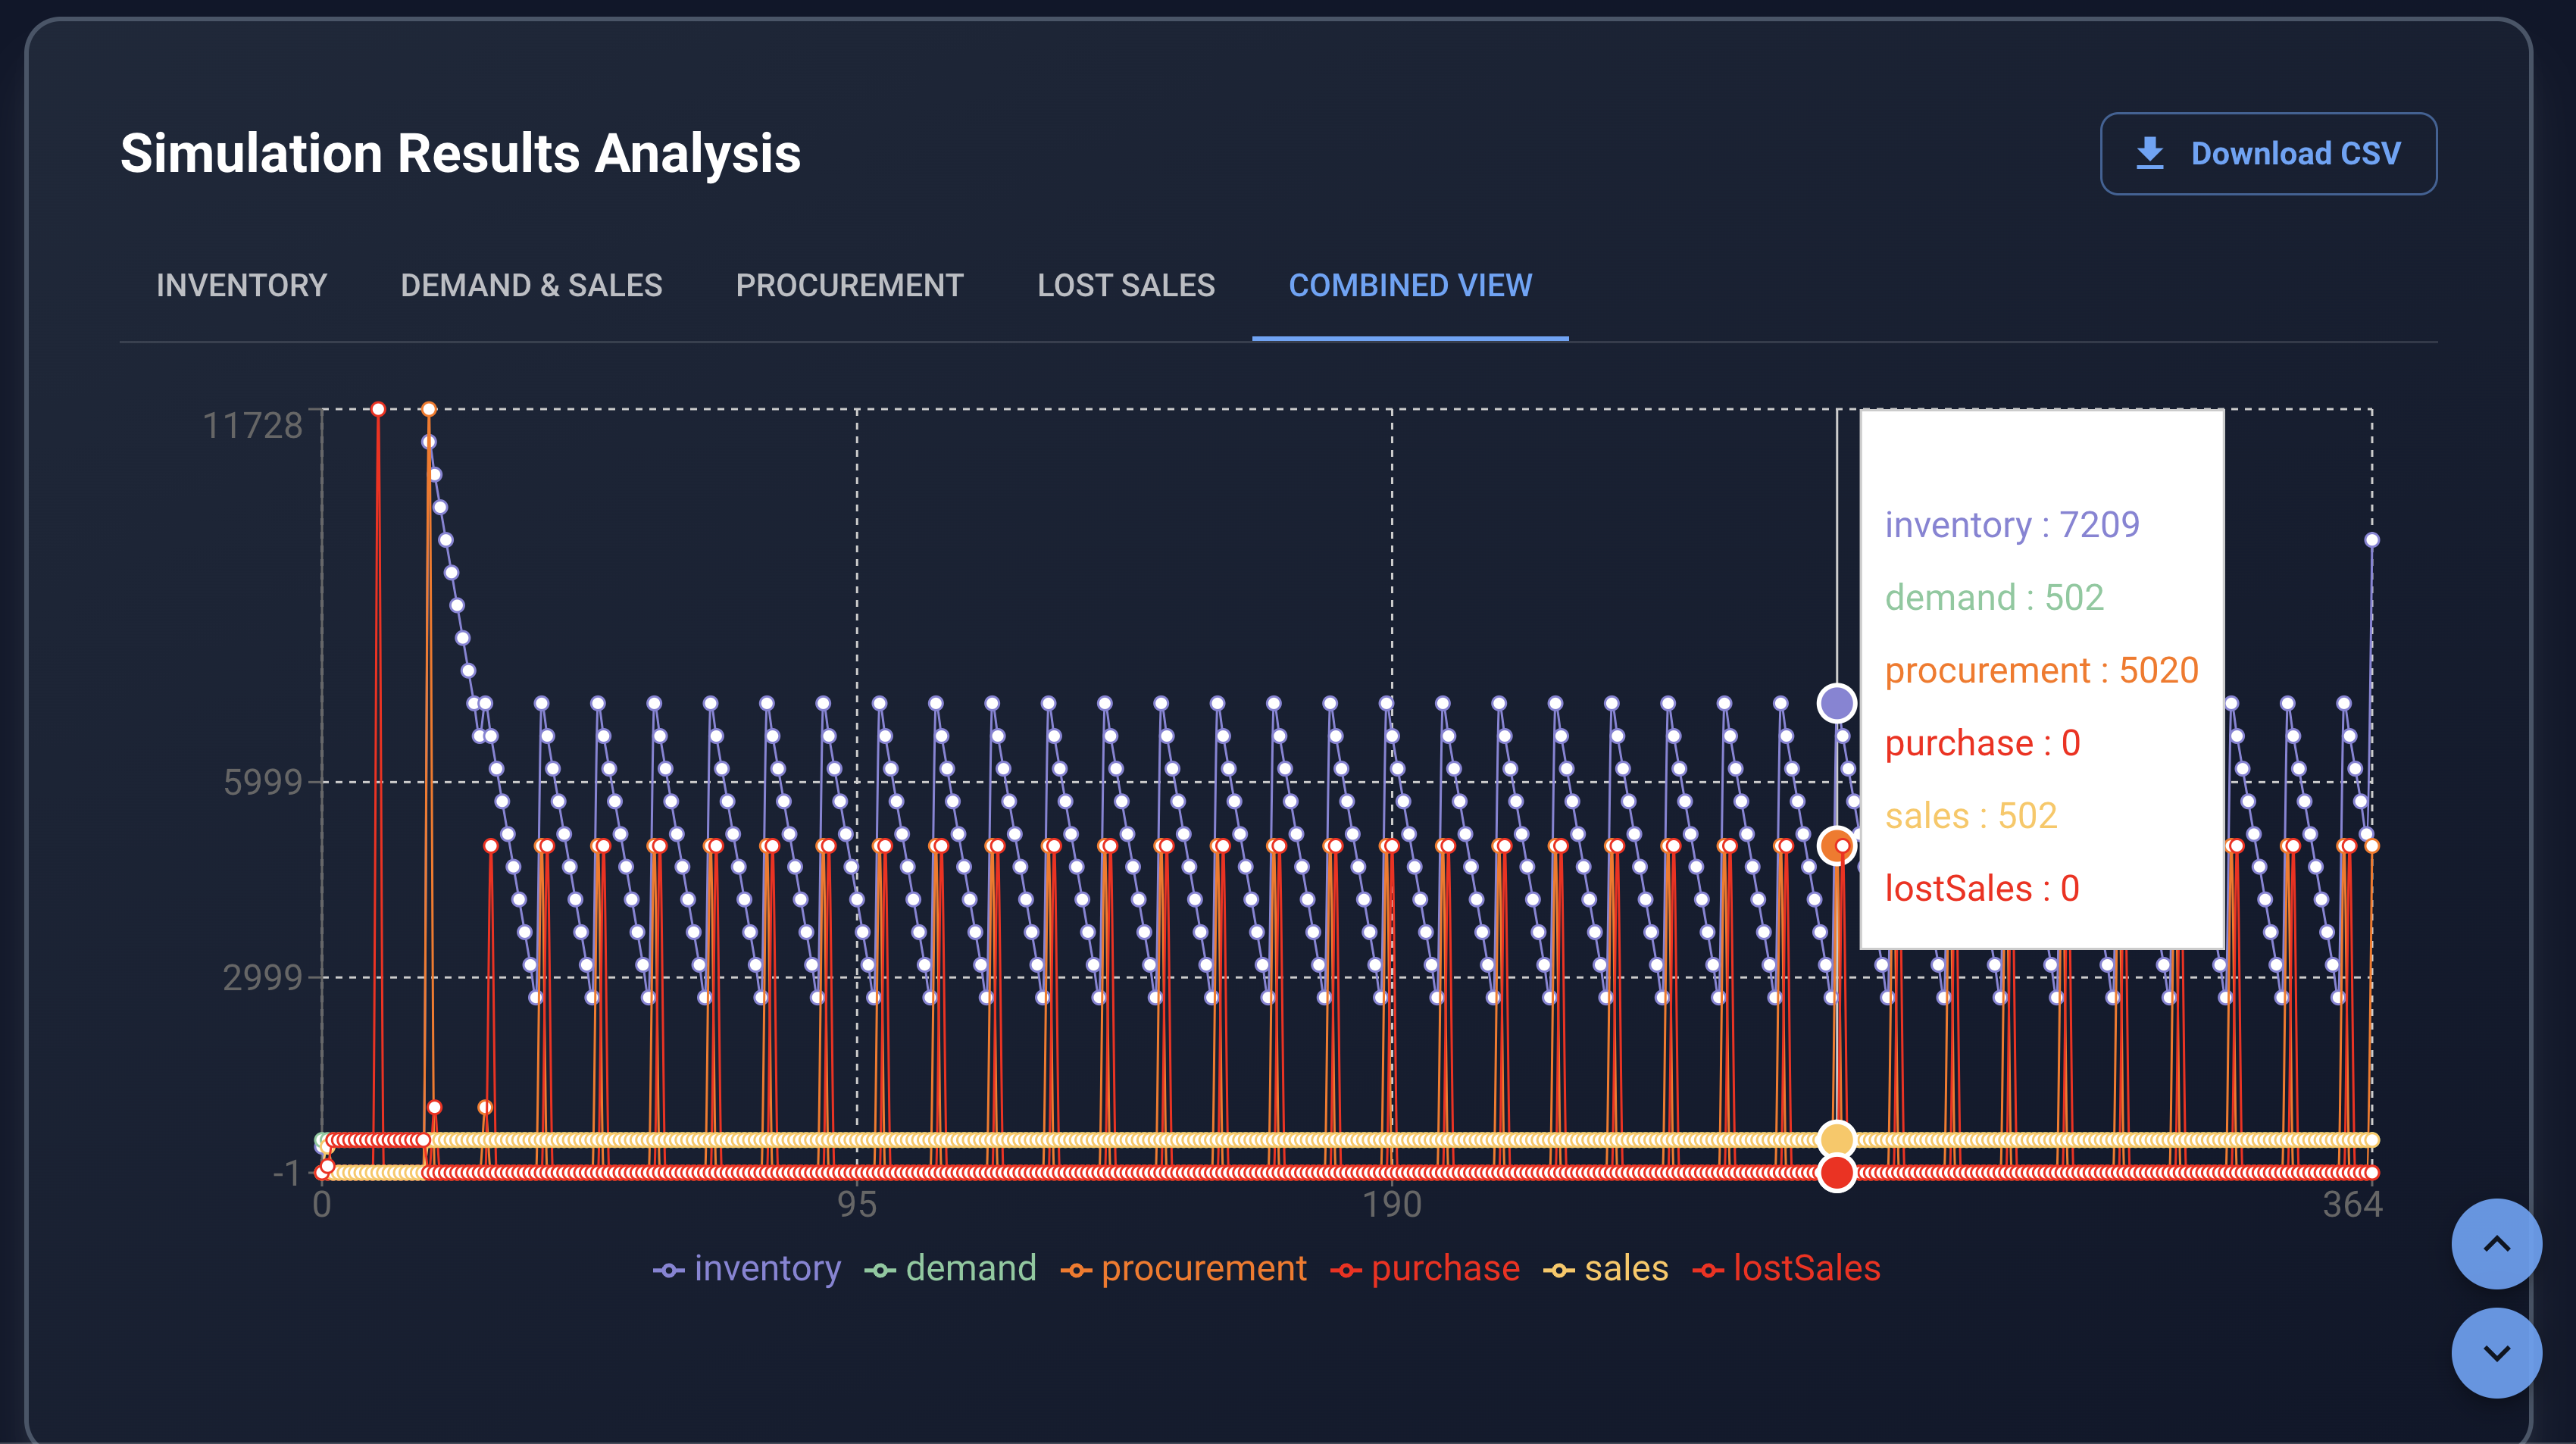 Simulation Results Analysis
Download CSV
INVENTORY DEMAND & SALES PROCUREMENT LOST SALES COMBINED VIEW
11728
5999
2999
-1
0 95 190 364
inventory : 7209
demand : 502
procurement : 5020
purchase : 0
sales : 502
lostSales : 0
inventory demand procurement purchase sales lostSales